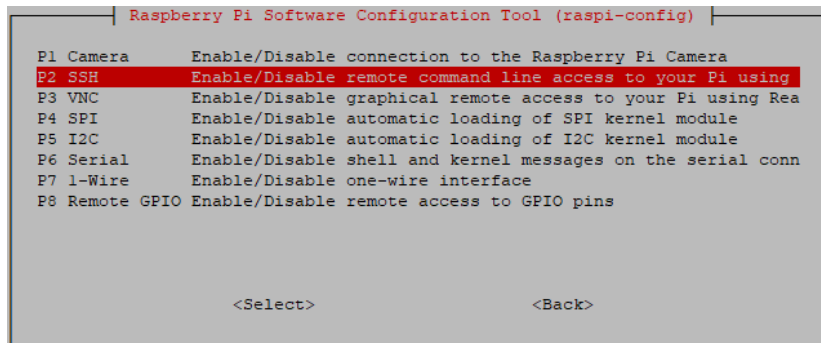 Raspberry Pi Software Configuration Tool (raspi-config)
P1 Camera Enable/Disable connection to the Raspberry Pi Camera
P2 SSH Enable/Disable remote command line access to your Pi using
P3 VNC Enable/Disable graphical remote access to your Pi using Rea
P4 SPI Enable/Disable automatic loading of SPI kernel module
P5 I2C Enable/Disable automatic loading of I2C kernel module
P6 Serial Enable/Disable shell and kernel messages on the serial conn
P7 1-Wire Enable/Disable one-wire interface
P8 Remote GPIO Enable/Disable remote access to GPIO pins
<Select> <Back>